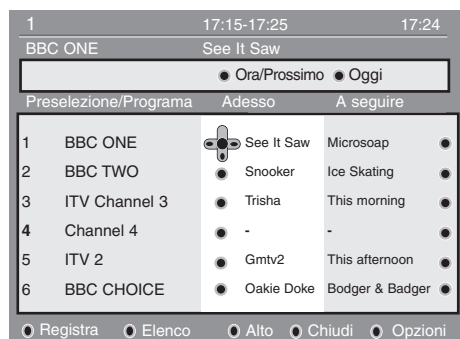 1 17:15-17:25 17:24
BBC ONE See It Saw
Ora/Prossimo Oggi
Preselezione/Programa Adesso A seguire
1 BBC ONE See It Saw Microsoap
2 BBC TWO Snooker Ice Skating
3 ITV Channel 3 Trisha This morning
4 Channel 4 - -
5 ITV 2 Gmtv2 This afternoon
6 BBC CHOICE Oakie Doke Bodger & Badger
Registra Elenco Alto Chiudi Opzioni